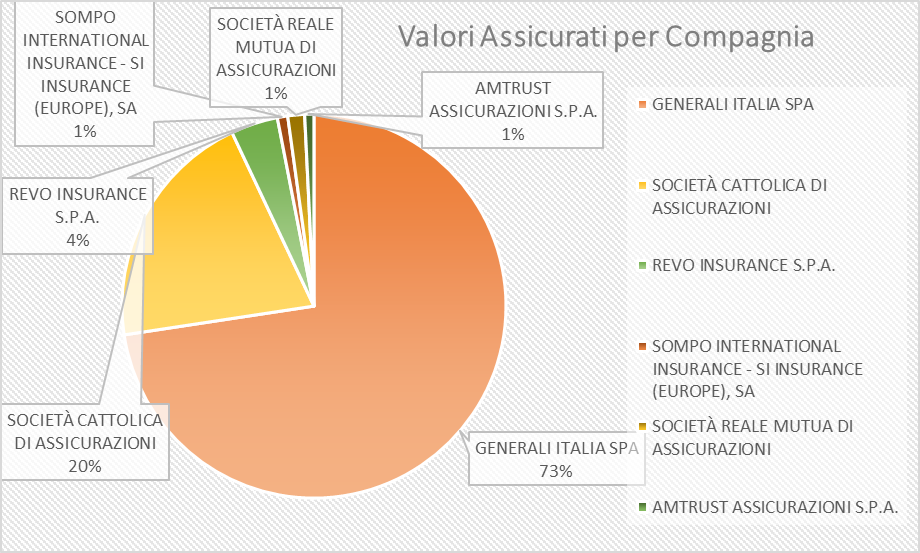 Valori Assicurati per Compagnia
SOMPO
INTERNATIONAL
INSURANCE - SI
INSURANCE
(EUROPE), SA
1%
SOCIETÀ REALE
MUTUA DI
ASSICURAZIONI
1%
AMTRUST
ASSICURAZIONI S.P.A.
1%
REVO INSURANCE
S.P.A.
4%
SOCIETÀ CATTOLICA
DI ASSICURAZIONI
20%
GENERALI ITALIA SPA
73%
GENERALI ITALIA SPA
SOCIETÀ CATTOLICA DI
ASSICURAZIONI
REVO INSURANCE S.P.A.
SOMPO INTERNATIONAL
INSURANCE - SI INSURANCE
(EUROPE), SA
SOCIETÀ REALE MUTUA DI
ASSICURAZIONI
AMTRUST ASSICURAZIONI S.P.A.